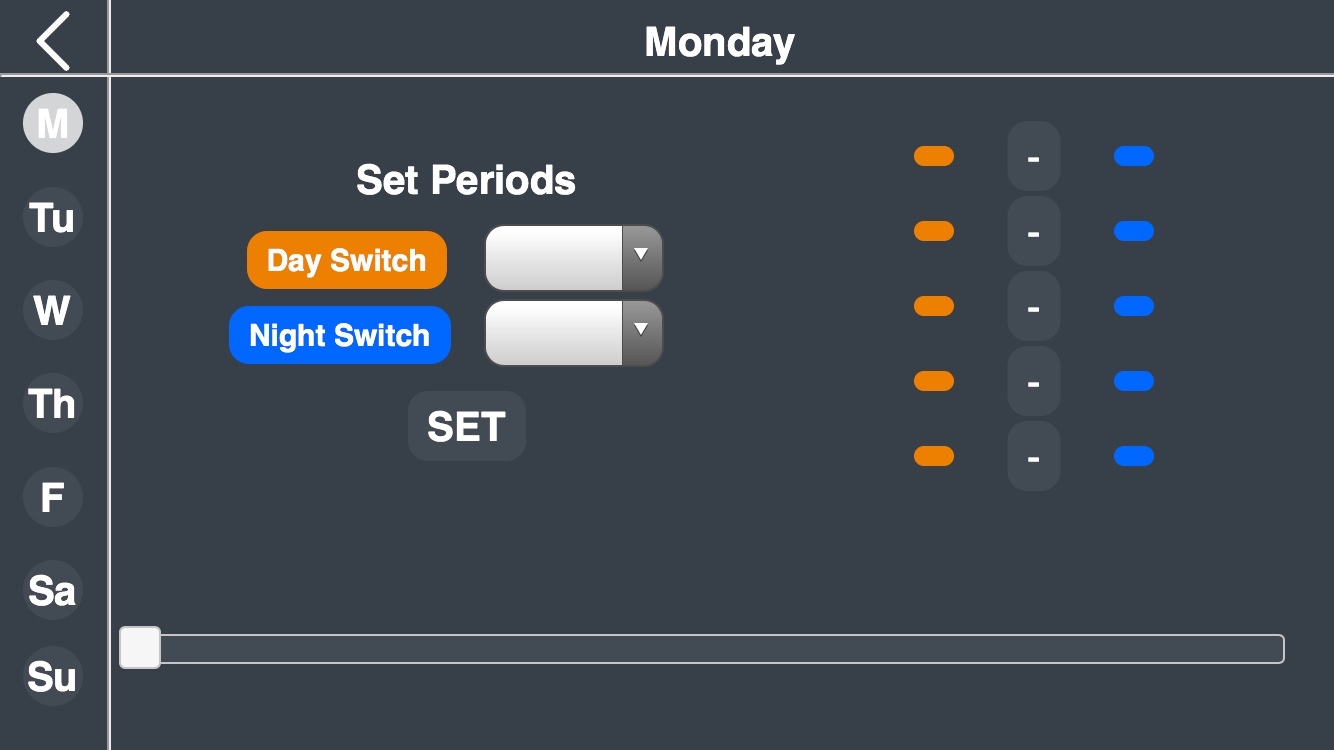 Monday
M
Tu
W
Th
F
Sa
Su
Set Periods
Day Switch
Night Switch
SET
-
-
-
-
-